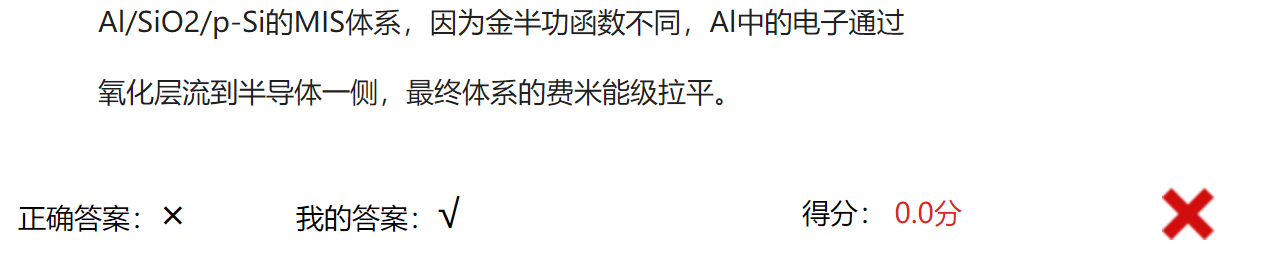 Al/SiO2/p-Si的MIS体系，因为金半功函数不同，Al中的电子通过
氧化层流到半导体一侧，最终体系的费米能级拉平。
正确答案：× 我的答案：√ 得分： 0.0分